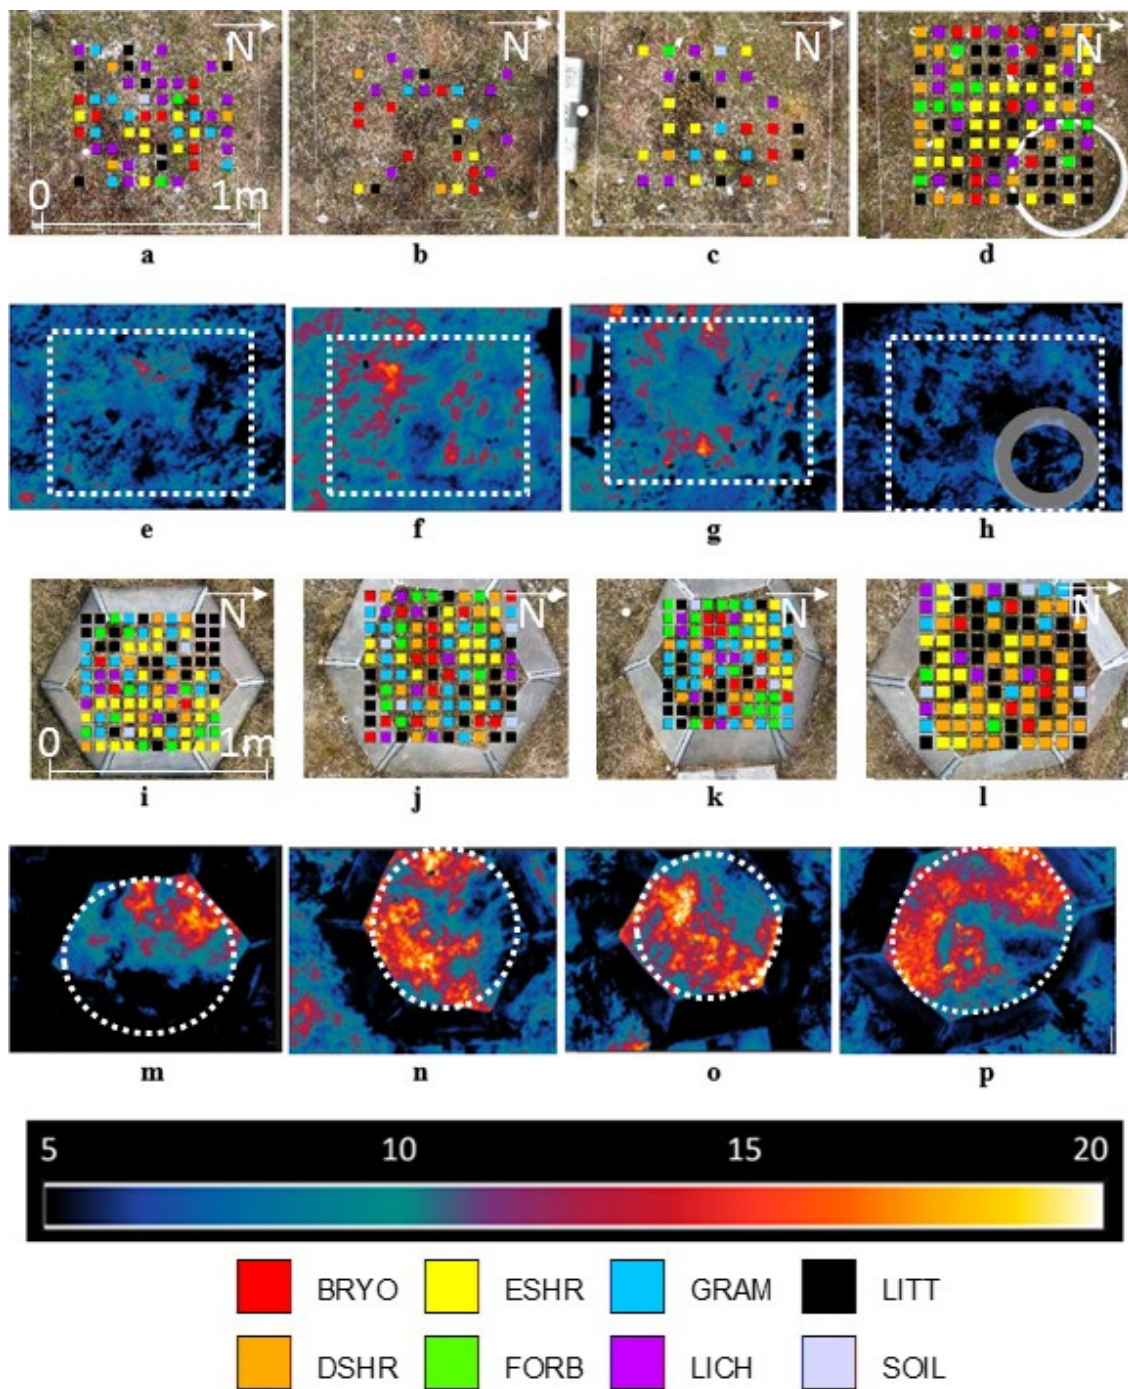 N N N N
0 1m
a b c d
e f g h
N N N N
0 1m
i j k l
m n o p
5 10 15 20
BRYO ESHR GRAM LITT
DSHR FORB LICH SOIL